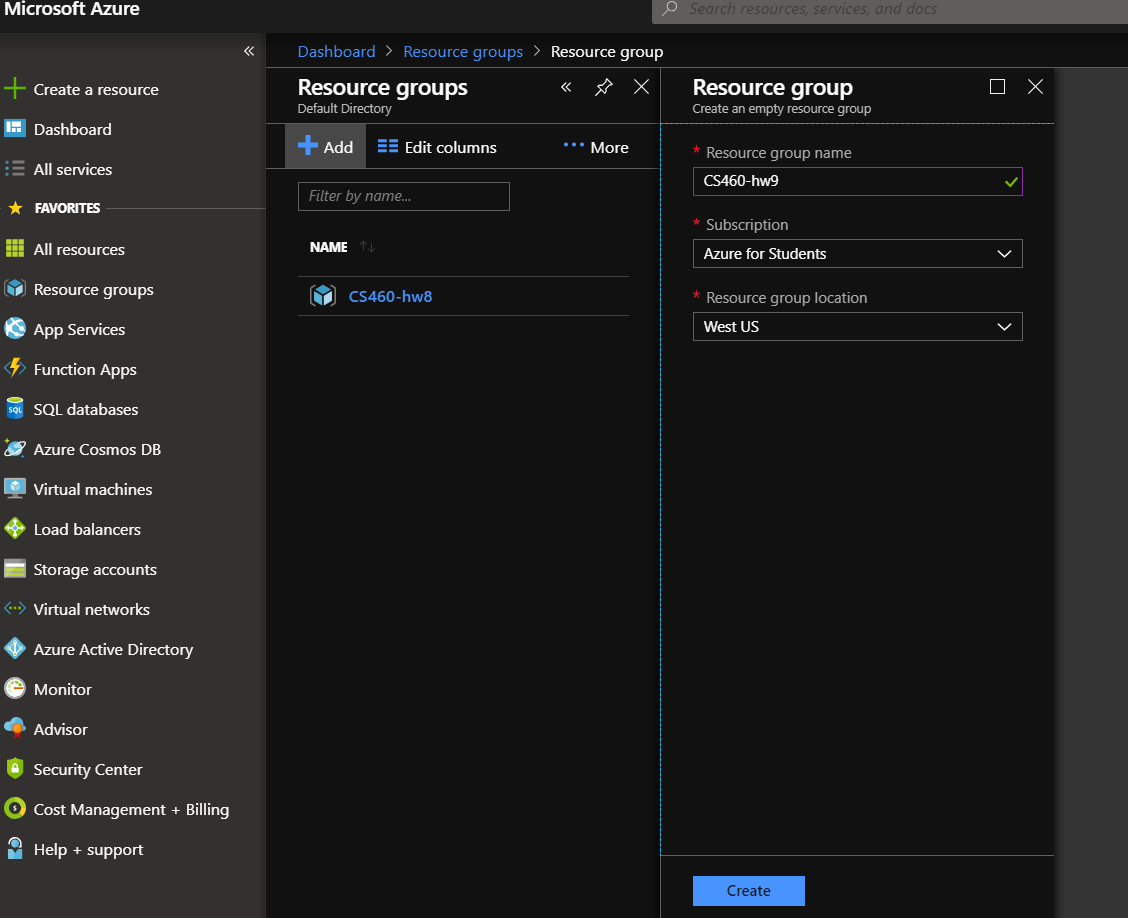 Microsoft Azure
Search resources, services, and docs
Create a resource
Dashboard
All services
FAVORITES
All resources
Resource groups
App Services
Function Apps
SQL databases
Azure Cosmos DB
Virtual machines
Load balancers
Storage accounts
Virtual networks
Azure Active Directory
Monitor
Advisor
Security Center
Cost Management + Billing
Help + support
Dashboard > Resource groups > Resource group
Resource groups
Default Directory
Add Edit columns More
Filter by name...
NAME
CS460-hw8
Resource group
Create an empty resource group
* Resource group name
CS460-hw9
* Subscription
Azure for Students
* Resource group location
West US
Create